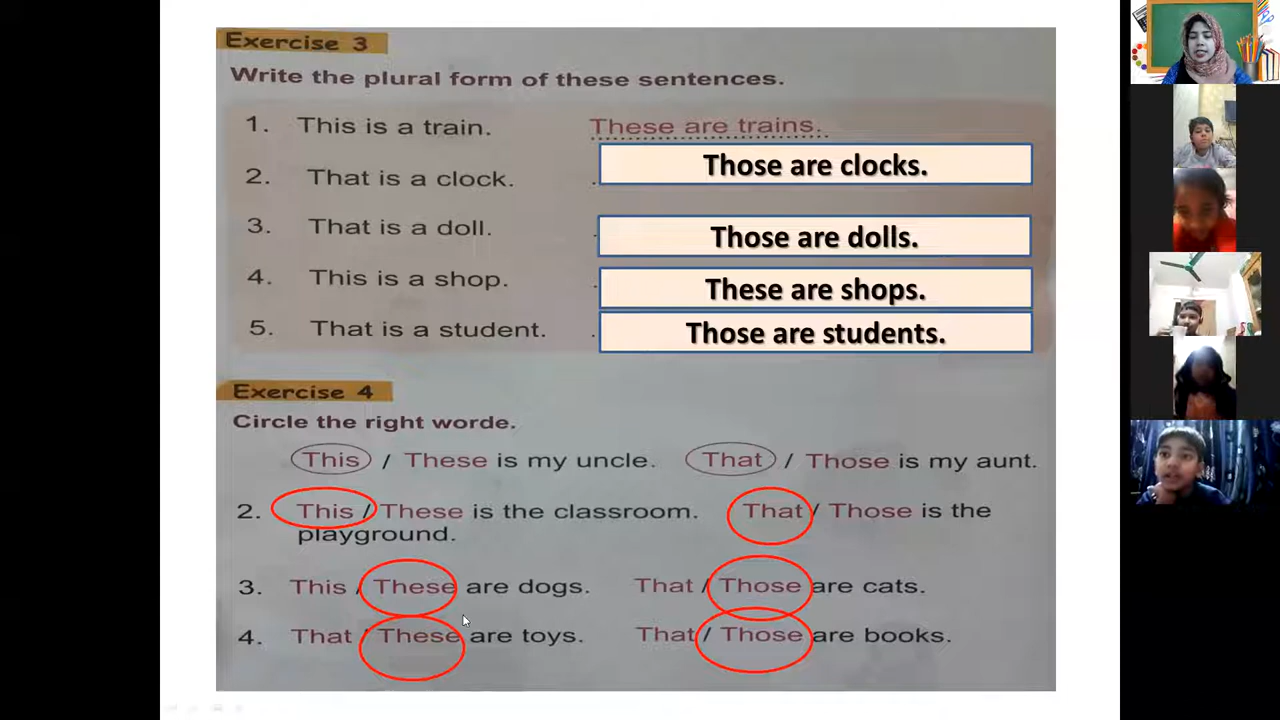 Exercise 3
Write the plural form of these sentences.
1. This is a train. These are trains.
2. That is a clock. Those are clocks.
3. That is a doll. Those are dolls.
4. This is a shop. These are shops.
5. That is a student. Those are students.
Exercise 4
Circle the right worde.
This / These is my uncle. That / Those is my aunt.
2. This / These is the classroom. That / Those is the
playground.
3. This / These are dogs. That / Those are cats.
4. That / These are toys. That / Those are books.